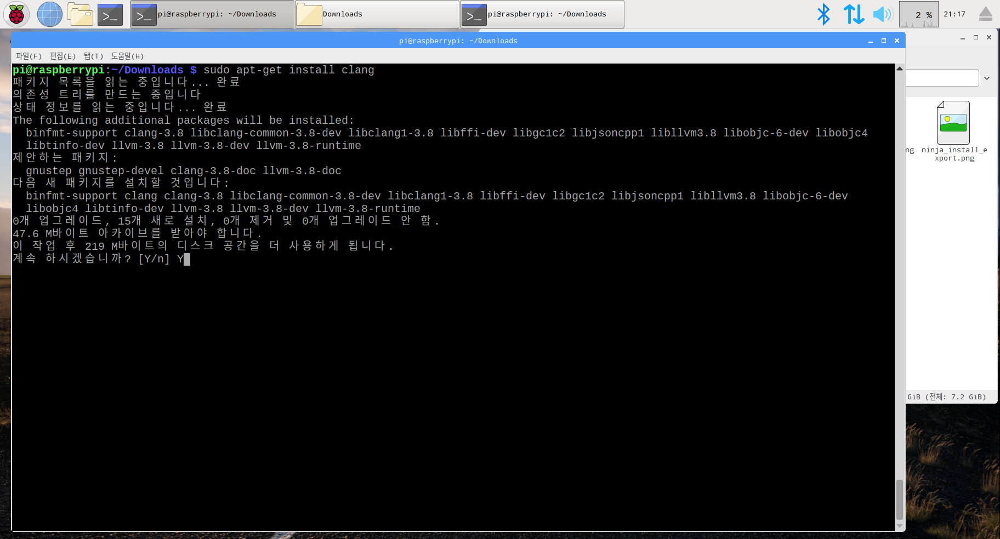 pi@raspberrypi: ~/Downloads
Downloads
pi@raspberrypi: ~/Downloads
2 %
21:17
pi@raspberrypi: ~/Downloads
파일(F) 편집(E) 탭(T) 도움말(H)
pi@raspberrypi:~/Downloads $ sudo apt-get install clang
패키지 목록을 읽는 중입니다... 완료
의존성 트리를 만드는 중입니다
상태 정보를 읽는 중입니다... 완료
The following additional packages will be installed:
binfmt-support clang-3.8 libclang-common-3.8-dev libclang1-3.8 libffi-dev libgc1c2 libjsoncpp1 libllvm3.8 libobjc-6-dev libobjc4
libtinfo-dev llvm-3.8 llvm-3.8-dev llvm-3.8-runtime
제안하는 패키지:
gnustep gnustep-devel clang-3.8-doc llvm-3.8-doc
다음 새 패키지를 설치할 것입니다:
binfmt-support clang clang-3.8 libclang-common-3.8-dev libclang1-3.8 libffi-dev libgc1c2 libjsoncpp1 libllvm3.8 libobjc-6-dev
libobjc4 libtinfo-dev llvm-3.8 llvm-3.8-dev llvm-3.8-runtime
0개 업그레이드, 15개 새로 설치, 0개 제거 및 0개 업그레이드 안 함.
47.6 M바이트 아카이브를 받아야 합니다.
이 작업 후 219 M바이트의 디스크 공간을 더 사용하게 됩니다.
계속 하시겠습니까? [Y/n] Y
ng
ninja_install_e
xport.png
GiB (전체: 7.2 GiB)